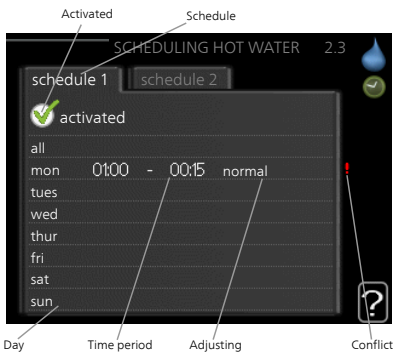 Activated Schedule
SCHEDULING HOT WATER 2.3
schedule 1 schedule 2
activated
all
mon 01:00 - 00:15 normal !
tues
wed
thur
fri
sat
sun
?
Day Time period Adjusting Conflict